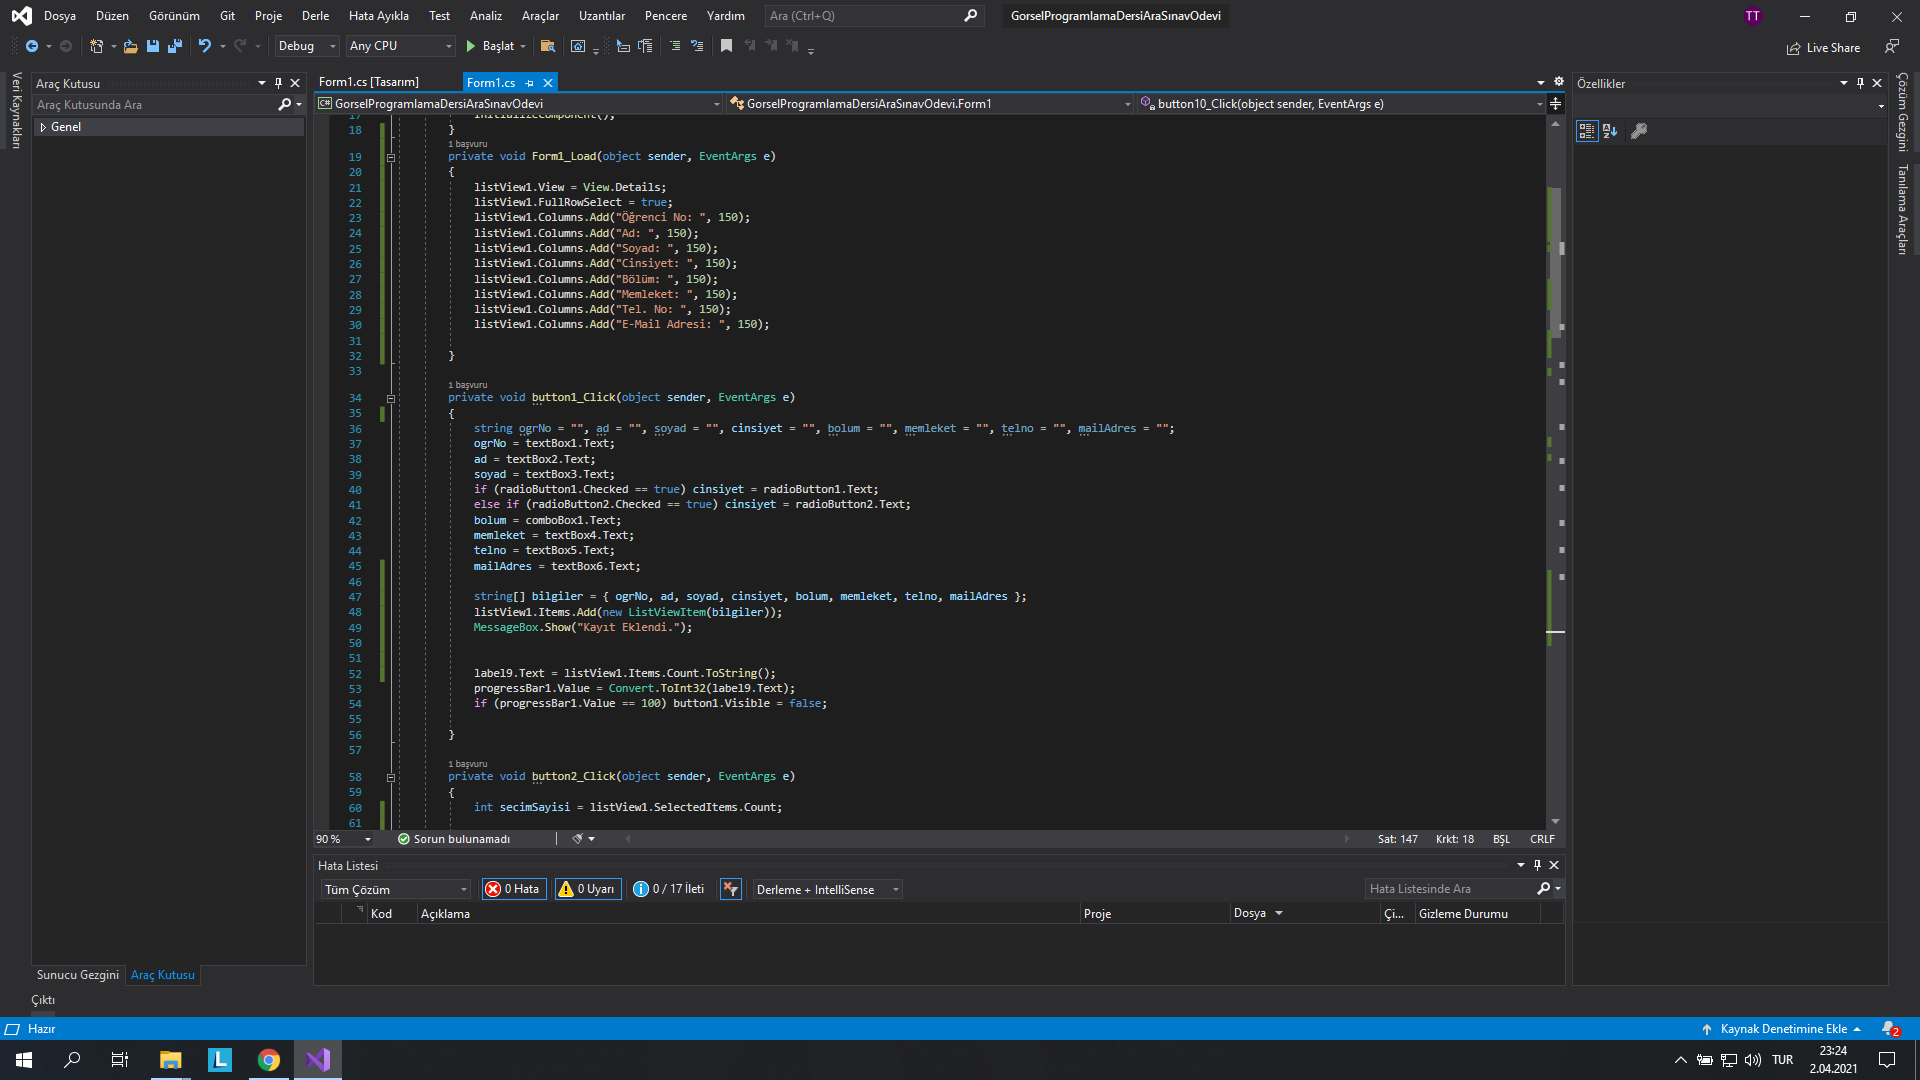 Dosya Düzen Görünüm Git Proje Derle Hata Ayıkla Test Analiz Araçlar Uzantılar Pencere Yardım Ara (Ctrl+Q) GorselProgramlamaDersiAraSınavOdevi TT
Debug Any CPU Başlat Live Share
Veri Kaynakları
Araç Kutusu
Araç Kutusunda Ara
Genel
Form1.cs [Tasarım] Form1.cs
GorselProgramlamaDersiAraSınavOdevi GorselProgramlamaDersiAraSınavOdevi.Form1 button10_Click(object sender, EventArgs e)
17 InitializeComponent();
18 }
1 başvuru
19 private void Form1_Load(object sender, EventArgs e)
20 {
21 listView1.View = View.Details;
22 listView1.FullRowSelect = true;
23 listView1.Columns.Add("Öğrenci No: ", 150);
24 listView1.Columns.Add("Ad: ", 150);
25 listView1.Columns.Add("Soyad: ", 150);
26 listView1.Columns.Add("Cinsiyet: ", 150);
27 listView1.Columns.Add("Bölüm: ", 150);
28 listView1.Columns.Add("Memleket: ", 150);
29 listView1.Columns.Add("Tel. No: ", 150);
30 listView1.Columns.Add("E-Mail Adresi: ", 150);
31
32 }
33
1 başvuru
34 private void button1_Click(object sender, EventArgs e)
35 {
36 string ogrNo = "", ad = "", soyad = "", cinsiyet = "", bolum = "", memleket = "", telno = "", mailAdres = "";
37 ogrNo = textBox1.Text;
38 ad = textBox2.Text;
39 soyad = textBox3.Text;
40 if (radioButton1.Checked == true) cinsiyet = radioButton1.Text;
41 else if (radioButton2.Checked == true) cinsiyet = radioButton2.Text;
42 bolum = comboBox1.Text;
43 memleket = textBox4.Text;
44 telno = textBox5.Text;
45 mailAdres = textBox6.Text;
46
47 string[] bilgiler = { ogrNo, ad, soyad, cinsiyet, bolum, memleket, telno, mailAdres };
48 listView1.Items.Add(new ListViewItem(bilgiler));
49 MessageBox.Show("Kayıt Eklendi.");
50
51
52 label9.Text = listView1.Items.Count.ToString();
53 progressBar1.Value = Convert.ToInt32(label9.Text);
54 if (progressBar1.Value == 100) button1.Visible = false;
55
56 }
57
1 başvuru
58 private void button2_Click(object sender, EventArgs e)
59 {
60 int secimSayisi = listView1.SelectedItems.Count;
61
90 % Sorun bulunamadı Sat: 147 Krkt: 18 BŞL CRLF
Hata Listesi
Tüm Çözüm 0 Hata 0 Uyarı 0 / 17 İleti Derleme + IntelliSense Hata Listesinde Ara
Kod Açıklama Proje Dosya Çi... Gizleme Durumu
Özellikler
Çözüm Gezgini
Tanılama Araçları
Sunucu Gezgini Araç Kutusu
Çıktı
Hazır Kaynak Denetimine Ekle 2
L TUR 23:24
2.04.2021